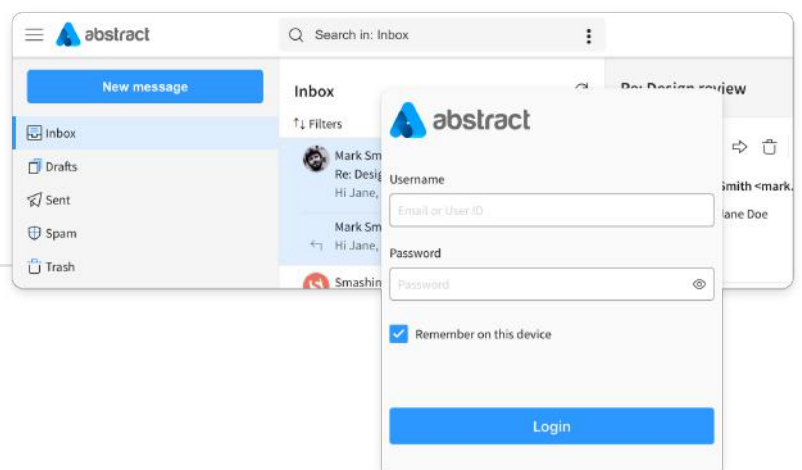 abstract
Search in: Inbox
New message
Inbox
Drafts
Sent
Spam
Trash
Inbox
↑↓ Filters
Mark Sm
Re: Desig
Hi Jane,
Mark Sm
Hi Jane,
Smashin
Re: Design review
Smith <mark.
ane Doe
abstract
Username
Email or User ID
Password
Password
Remember on this device
Login